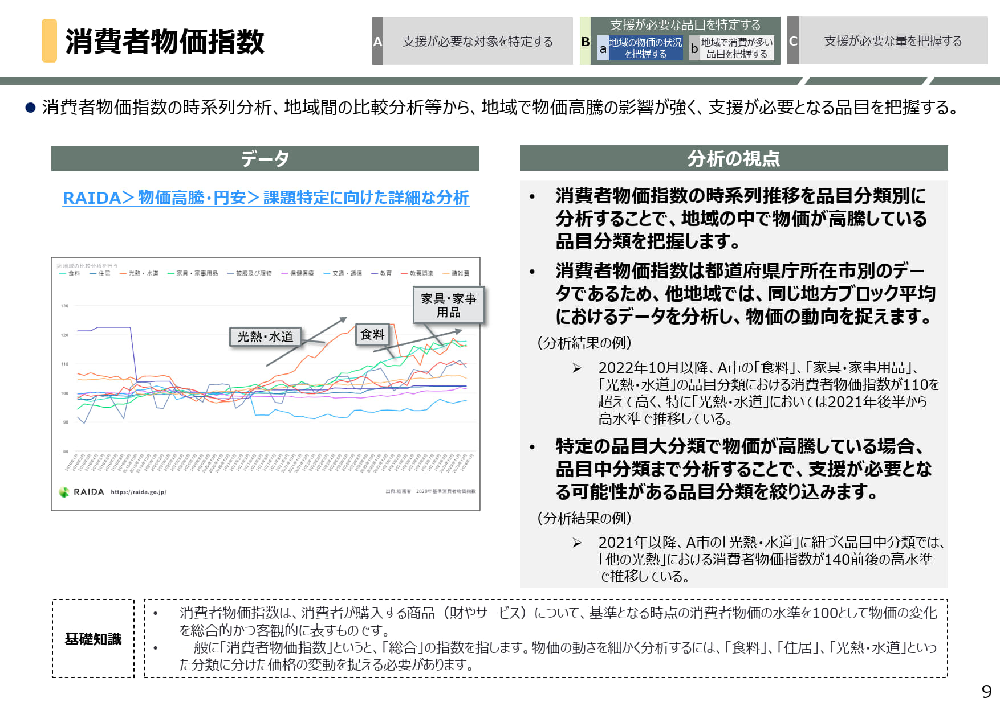 消費者物価指数
A
支援が必要な対象を特定する
B
支援が必要な品目を特定する
a
地域の物価の状況
を把握する
b
地域で消費が多い
品目を把握する
C
支援が必要な量を把握する
● 消費者物価指数の時系列分析、地域間の比較分析等から、地域で物価高騰の影響が強く、支援が必要となる品目を把握する。
データ
RAIDA＞物価高騰・円安＞課題特定に向けた詳細な分析
地域の比較分析を行う
食料 住居 光熱・水道 家具・家事用品 被服及び履物 保健医療 交通・通信 教育 教養娯楽 諸雑費
家具・家事
用品
光熱・水道
食料
130
120
110
100
90
80
RAIDA https://raida.go.jp/
出典:総務省 2020年基準消費者物価指数
分析の視点
• 消費者物価指数の時系列推移を品目分類別に
分析することで、地域の中で物価が高騰している
品目分類を把握します。
• 消費者物価指数は都道府県庁所在市別のデー
タであるため、他地域では、同じ地方ブロック平均
におけるデータを分析し、物価の動向を捉えます。
（分析結果の例）
➢ 2022年10月以降、A市の「食料」、「家具・家事用品」、
「光熱・水道」の品目分類における消費者物価指数が110を
超えて高く、特に「光熱・水道」においては2021年後半から
高水準で推移している。
• 特定の品目大分類で物価が高騰している場合、
品目中分類まで分析することで、支援が必要とな
る可能性がある品目分類を絞り込みます。
（分析結果の例）
➢ 2021年以降、A市の「光熱・水道」に紐づく品目中分類では、
「他の光熱」における消費者物価指数が140前後の高水準
で推移している。
基礎知識
• 消費者物価指数は、消費者が購入する商品（財やサービス）について、基準となる時点の消費者物価の水準を100として物価の変化
を総合的かつ客観的に表すものです。
• 一般に「消費者物価指数」というと、「総合」の指数を指します。物価の動きを細かく分析するには、「食料」、「住居」、「光熱・水道」といっ
た分類に分けた価格の変動を捉える必要があります。
9